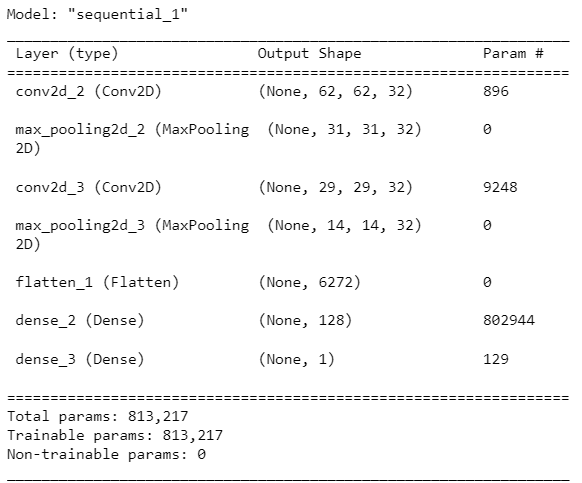 Model: "sequential_1"
_________________________________________________________________
Layer (type) Output Shape Param #
=================================================================
conv2d_2 (Conv2D) (None, 62, 62, 32) 896
max_pooling2d_2 (MaxPooling (None, 31, 31, 32) 0
2D)
conv2d_3 (Conv2D) (None, 29, 29, 32) 9248
max_pooling2d_3 (MaxPooling (None, 14, 14, 32) 0
2D)
flatten_1 (Flatten) (None, 6272) 0
dense_2 (Dense) (None, 128) 802944
dense_3 (Dense) (None, 1) 129
=================================================================
Total params: 813,217
Trainable params: 813,217
Non-trainable params: 0
_________________________________________________________________